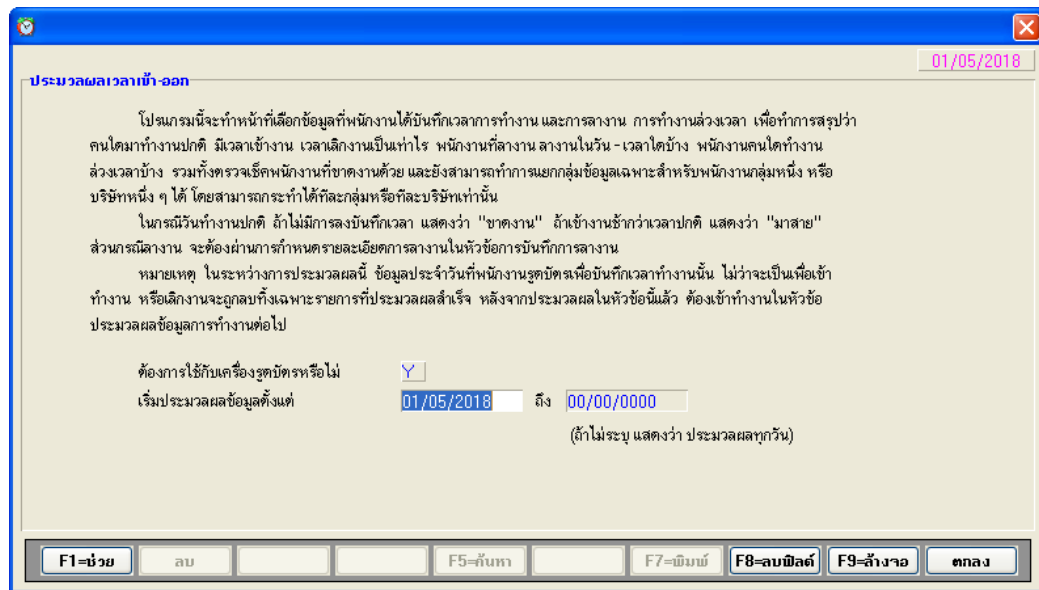 01/05/2018
ประมวลผลเวลาเข้า-ออก
โปรแกรมนี้จะทำหน้าที่เลือกข้อมูลที่พนักงานได้บันทึกเวลาการทำงาน และการลางาน การทำงานล่วงเวลา เพื่อทำการสรุปว่า
คนใดมาทำงานปกติ มีเวลาเข้างาน เวลาเลิกงานเป็นเท่าไร พนักงานที่ลางาน ลางานในวัน - เวลาใดบ้าง พนักงานคนใดทำงาน
ล่วงเวลาบ้าง รวมทั้งตรวจเช็คพนักงานที่ขาดงานด้วย และยังสามารถทำการแยกกลุ่มข้อมูลเฉพาะสำหรับพนักงานกลุ่มหนึ่ง หรือ
บริษัทหนึ่ง ๆ ได้ โดยสามารถกระทำได้ทีละกลุ่มหรือทีละบริษัทเท่านั้น
ในกรณีวันทำงานปกติ ถ้าไม่มีการลงบันทึกเวลา แสดงว่า "ขาดงาน" ถ้าเข้างานช้ากว่าเวลาปกติ แสดงว่า "มาสาย"
ส่วนกรณีลางาน จะต้องผ่านการกำหนดรายละเอียดการลางานในหัวข้อการบันทึกการลางาน
หมายเหตุ ในระหว่างการประมวลผลนี้ ข้อมูลประจำวันที่พนักงานรูดบัตรเพื่อบันทึกเวลาทำงานนั้น ไม่ว่าจะเป็นเพื่อเข้า
ทำงาน หรือเลิกงานจะถูกลบทิ้งเฉพาะรายการที่ประมวลผลสำเร็จ หลังจากประมวลผลในหัวข้อนี้แล้ว ต้องเข้าทำงานในหัวข้อ
ประมวลผลข้อมูลการทำงานต่อไป
ต้องการใช้กับเครื่องรูดบัตรหรือไม่ Y
เริ่มประมวลผลข้อมูลตั้งแต่ 01/05/2018 ถึง 00/00/0000
(ถ้าไม่ระบุ แสดงว่า ประมวลผลทุกวัน)
F1=ช่วย ลบ F5=ค้นหา F7=พิมพ์ F8=ลบฟิลด์ F9=ล้างจอ ตกลง